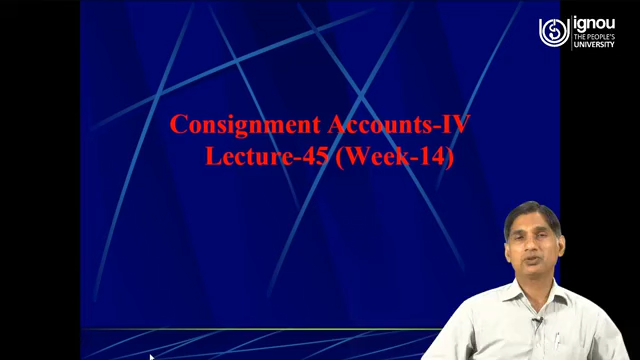 ignou
THE PEOPLE'S
UNIVERSITY
Consignment Accounts-IV
Lecture-45 (Week-14)